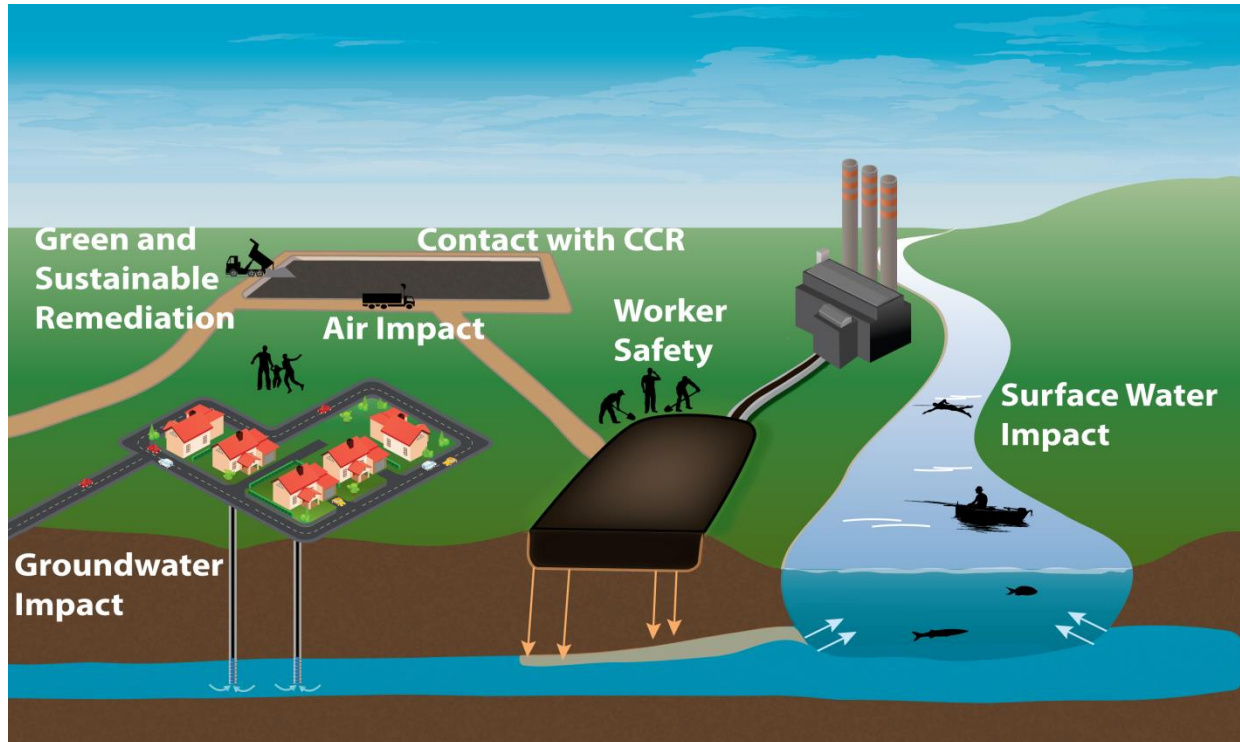 Green and
Sustainable
Remediation
Contact with CCR
Air Impact
Worker
Safety
Surface Water
Impact
Groundwater
Impact